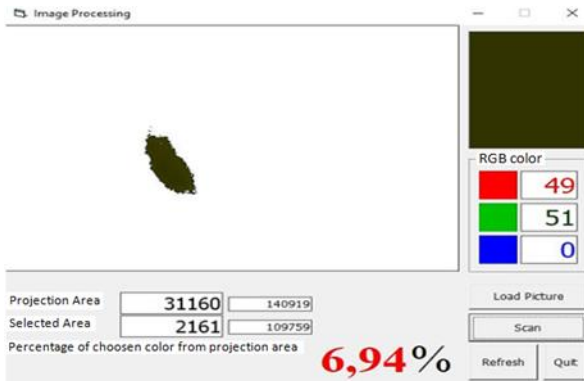 Image Processing
RGB color
49
51
0
Projection Area 31160 140919
Selected Area 2161 109759
Percentage of choosen color from projection area
6,94%
Load Picture
Scan
Refresh Quit